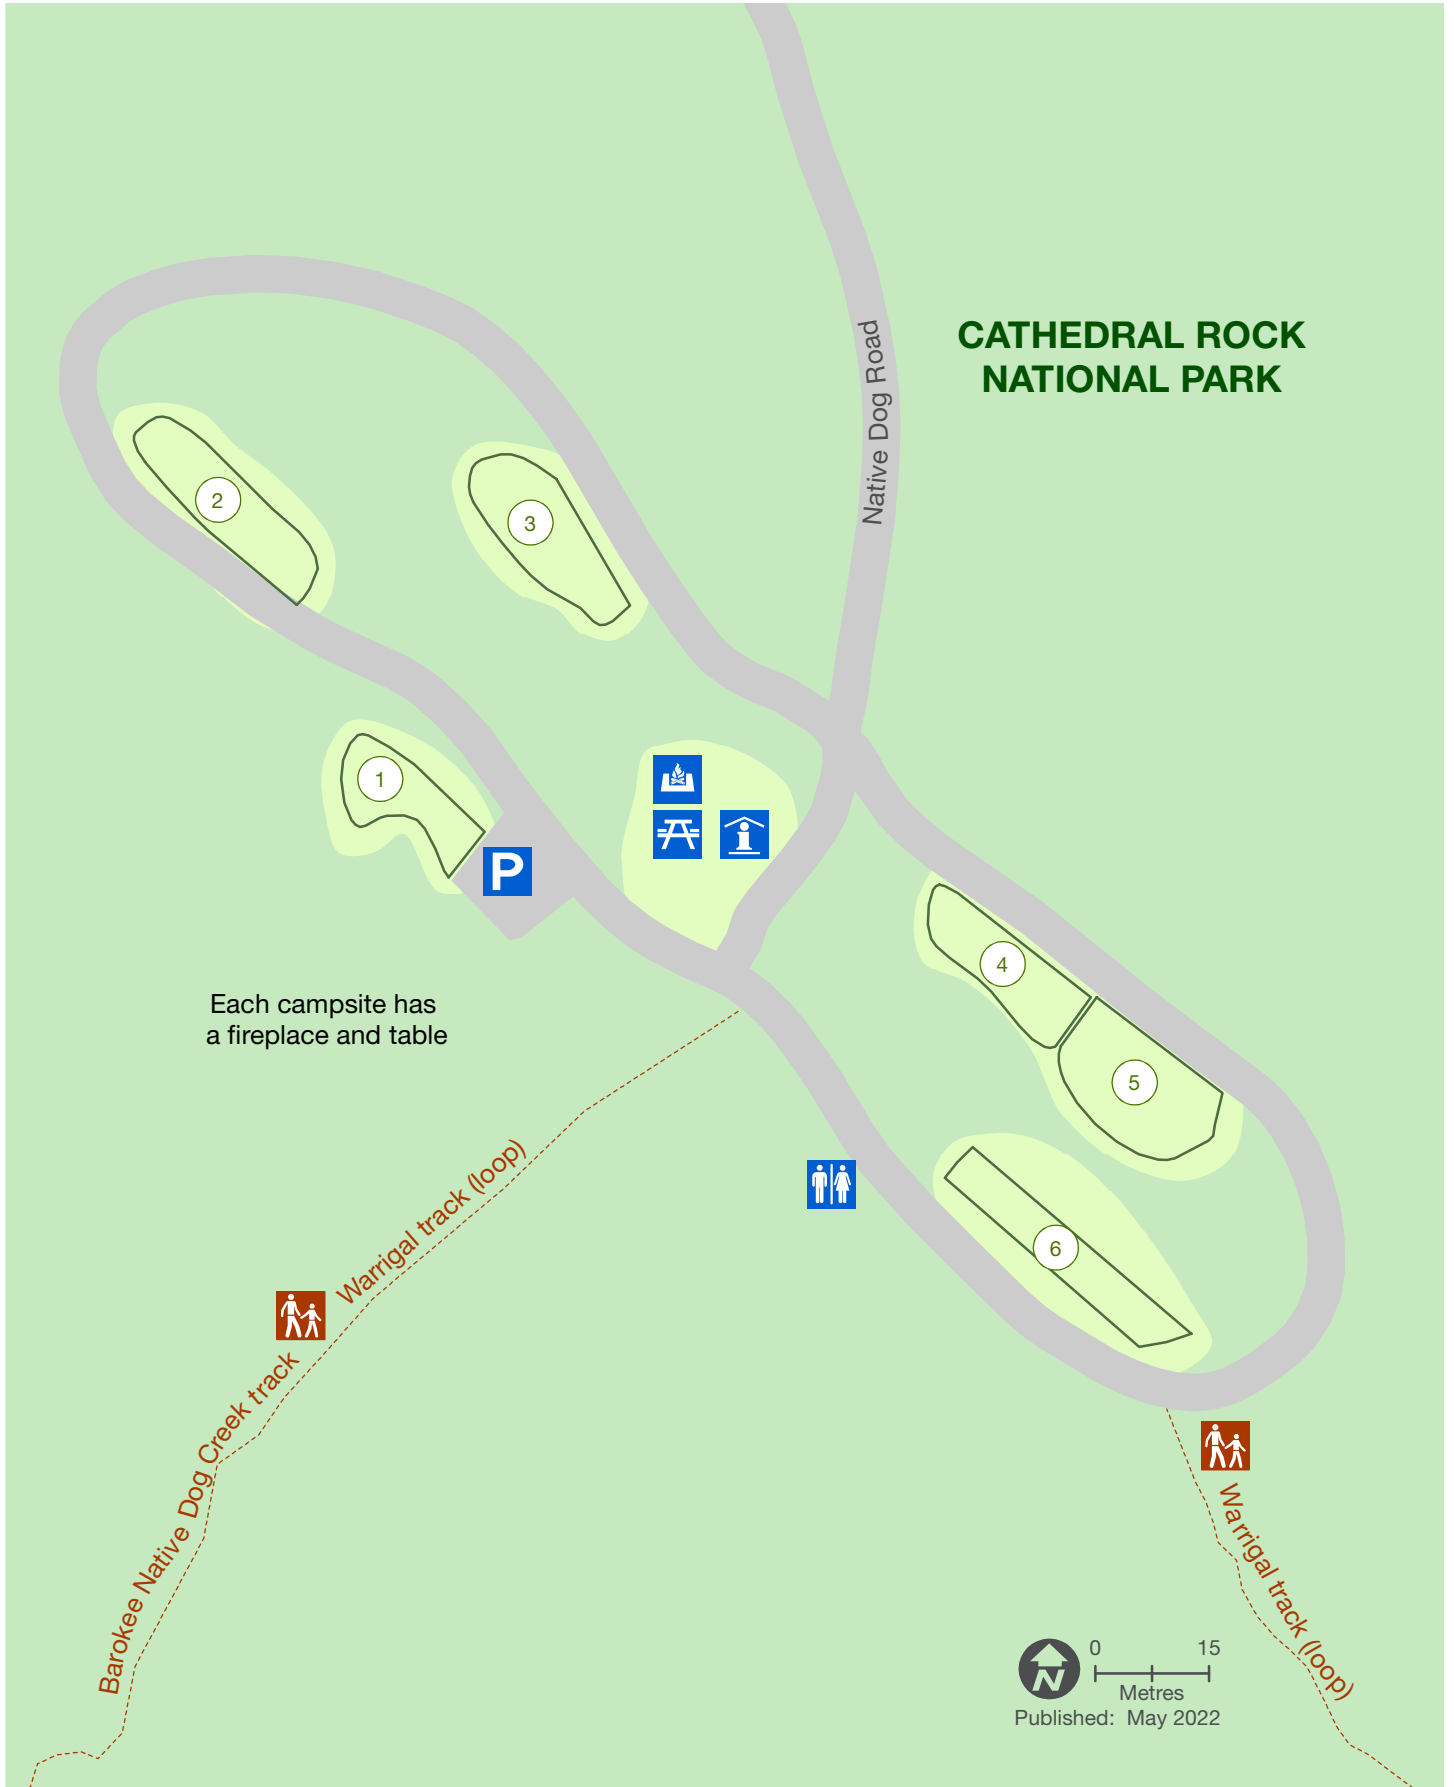 Native Dog Road
CATHEDRAL ROCK
NATIONAL PARK
2
3
1
P
4
5
6
Each campsite has
a fireplace and table
Warrigal track (loop)
Barokee Native Dog Creek track
Warrigal track (loop)
N
0 15
Metres
Published: May 2022